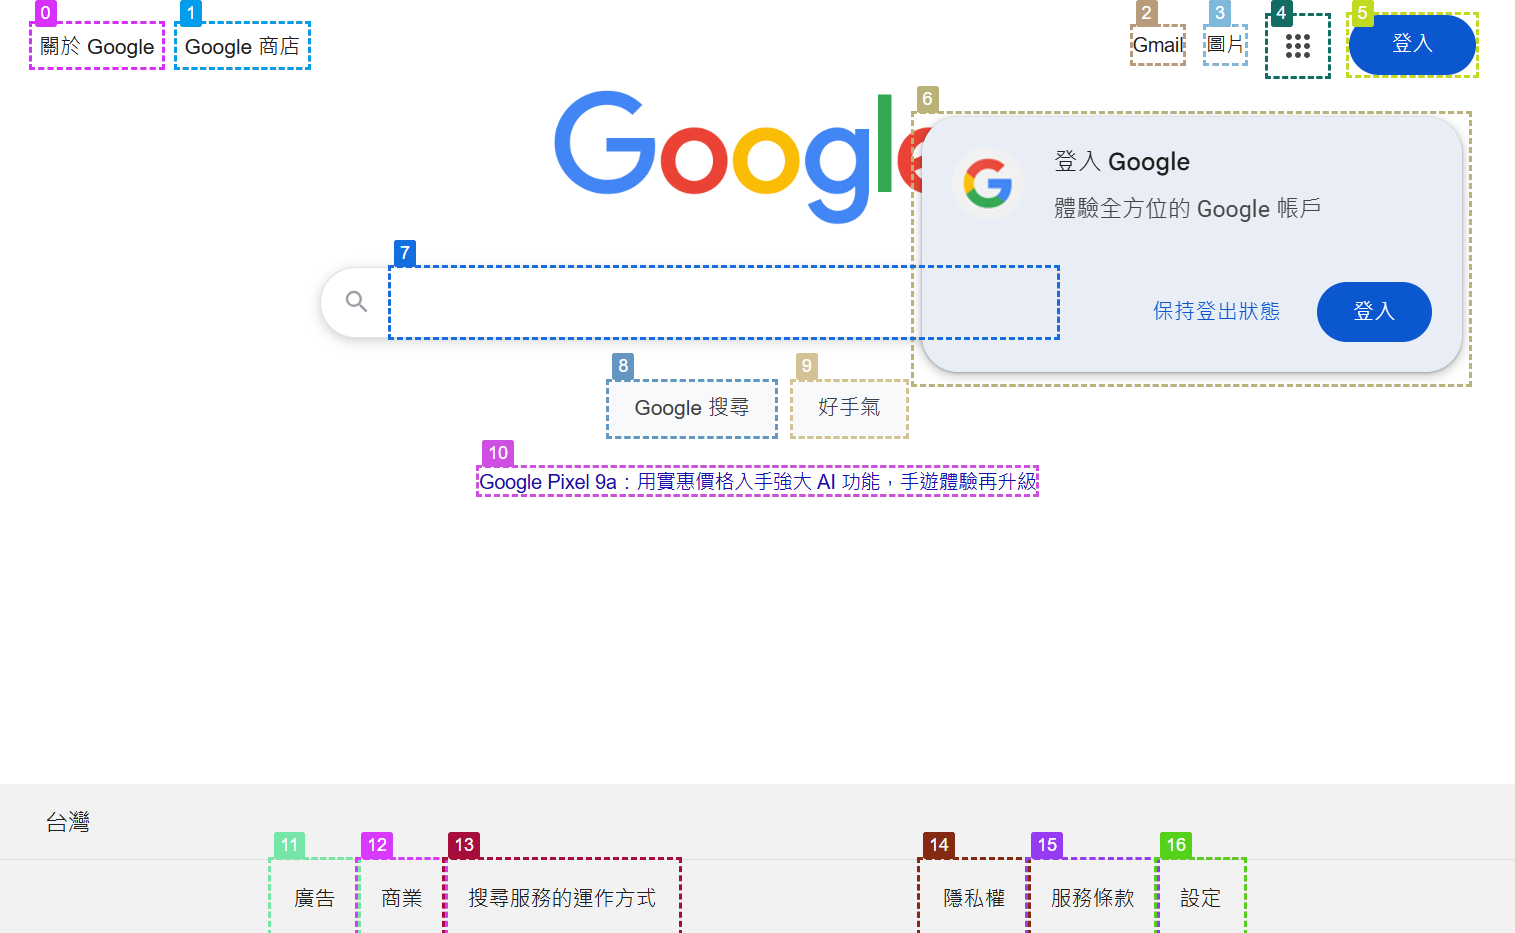 0
1
2
3
4
5
關於 Google
Google 商店
Gmail
圖片
登入
6
Google
登入 Google
體驗全方位的 Google 帳戶
7
保持登出狀態
登入
8
9
Google 搜尋
好手氣
10
Google Pixel 9a：用實惠價格入手強大 AI 功能，手遊體驗再升級
台灣
11
12
13
14
15
16
廣告
商業
搜尋服務的運作方式
隱私權
服務條款
設定